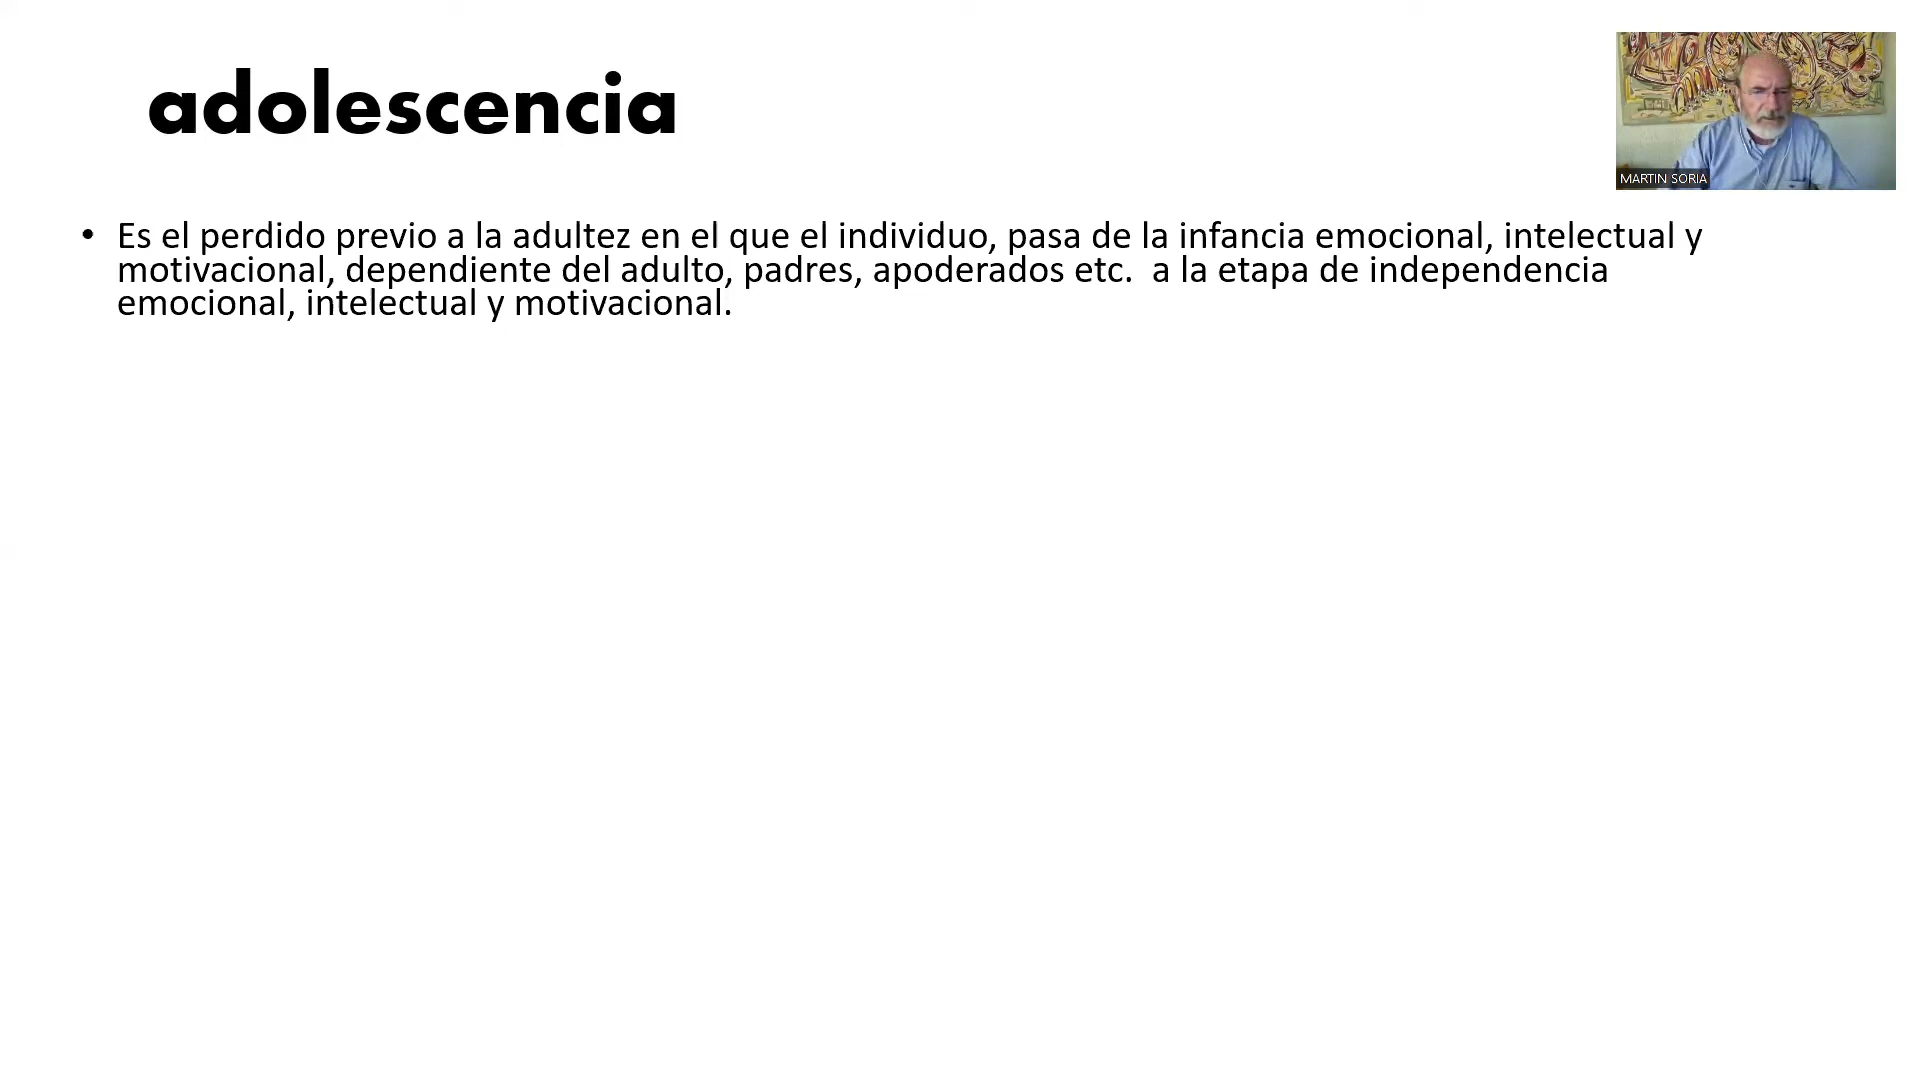 adolescencia
MARTIN SORIA
• Es el perdido previo a la adultez en el que el individuo, pasa de la infancia emocional, intelectual y
motivacional, dependiente del adulto, padres, apoderados etc.  a la etapa de independencia
emocional, intelectual y motivacional.